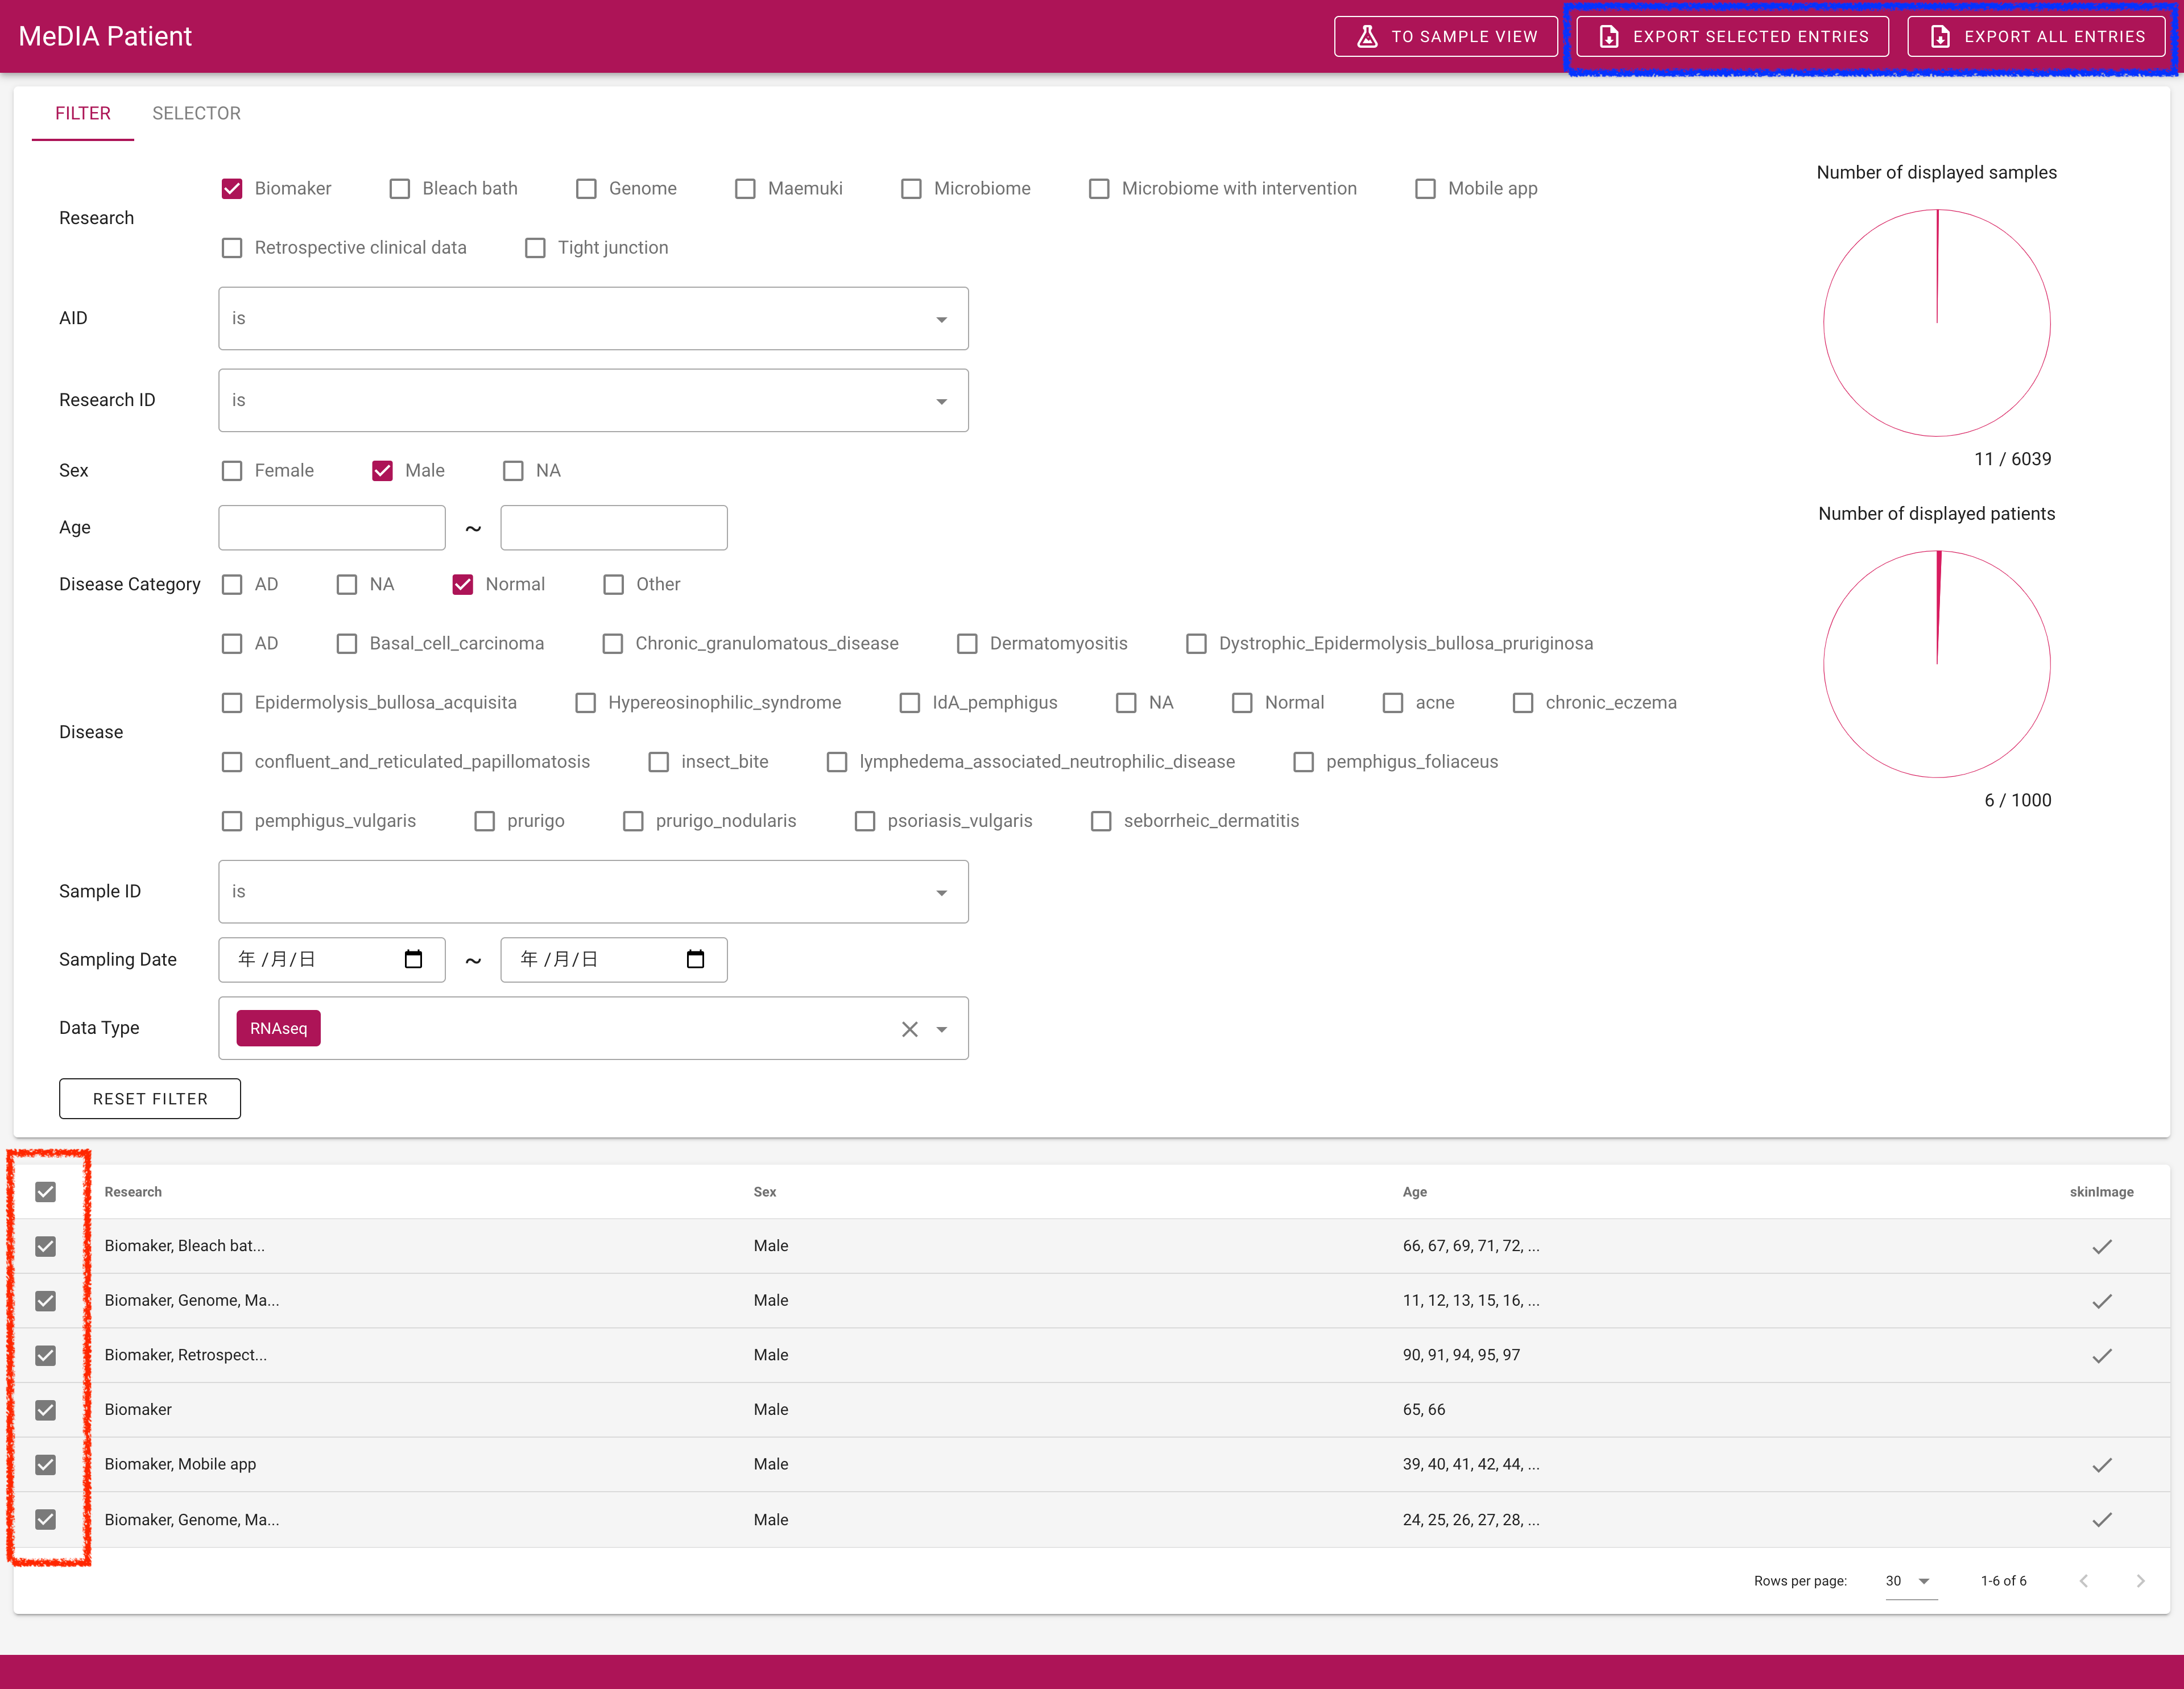 MeDIA Patient
TO SAMPLE VIEW
EXPORT SELECTED ENTRIES
EXPORT ALL ENTRIES
FILTER SELECTOR
Research
Biomaker Bleach bath Genome Maemuki Microbiome Microbiome with intervention Mobile app
Retrospective clinical data Tight junction
AID is
Research ID is
Sex Female Male NA
Age ~
Disease Category AD NA Normal Other
Disease
AD Basal_cell_carcinoma Chronic_granulomatous_disease Dermatomyositis Dystrophic_Epidermolysis_bullosa_pruriginosa
Epidermolysis_bullosa_acquisita Hypereosinophilic_syndrome IdA_pemphigus NA Normal acne chronic_eczema
confluent_and_reticulated_papillomatosis insect_bite lymphedema_associated_neutrophilic_disease pemphigus_foliaceus
pemphigus_vulgaris prurigo prurigo_nodularis psoriasis_vulgaris seborrheic_dermatitis
Sample ID is
Sampling Date 年 /月/日 ~ 年 /月/日
Data Type RNAseq
RESET FILTER
Number of displayed samples
11 / 6039
Number of displayed patients
6 / 1000
Research Sex Age skinImage
Biomaker, Bleach bat... Male 66, 67, 69, 71, 72, ...
Biomaker, Genome, Ma... Male 11, 12, 13, 15, 16, ...
Biomaker, Retrospect... Male 90, 91, 94, 95, 97
Biomaker Male 65, 66
Biomaker, Mobile app Male 39, 40, 41, 42, 44, ...
Biomaker, Genome, Ma... Male 24, 25, 26, 27, 28, ...
Rows per page: 30 1-6 of 6